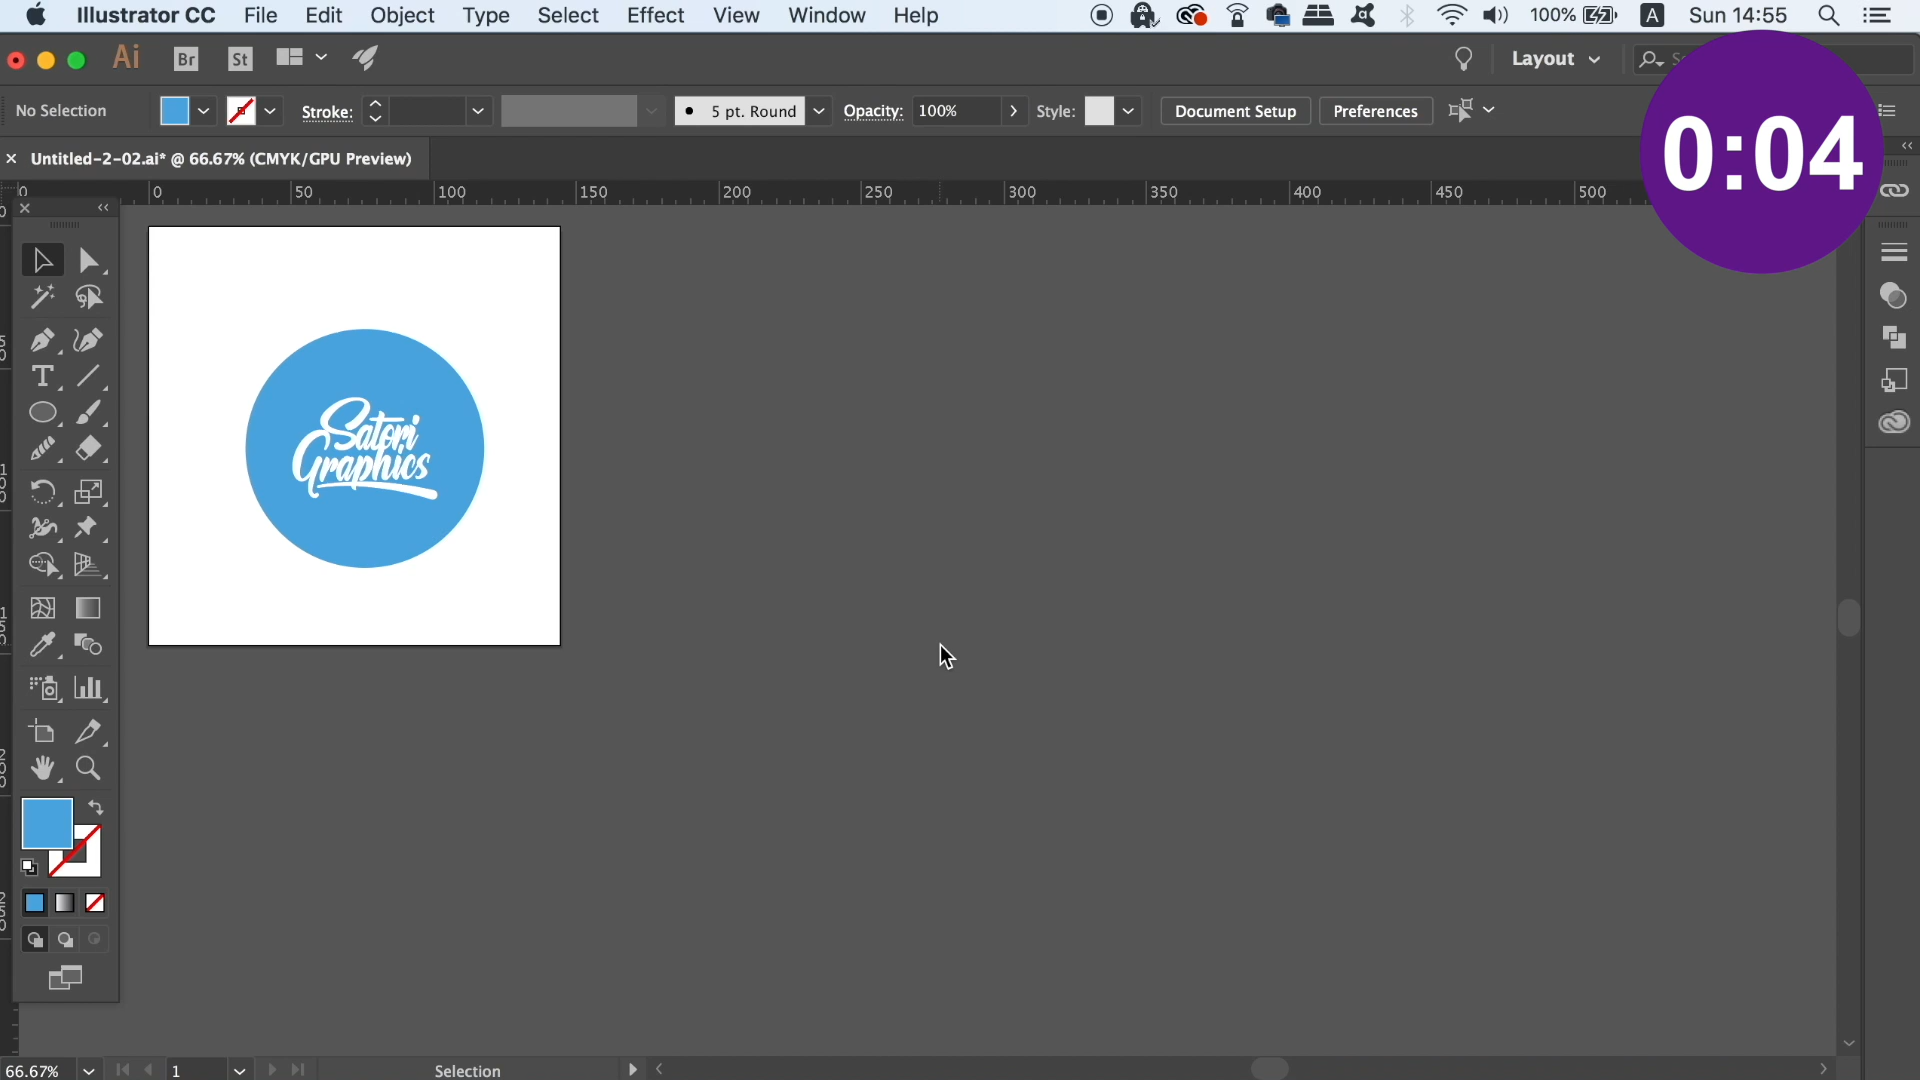 Illustrator CC File Edit Object Type Select Effect View Window Help 100% A Sun 14:55
Ai Br St Layout
0:04
No Selection Stroke: 5 pt. Round Opacity: 100% Style: Document Setup Preferences
Untitled-2-02.ai* @ 66.67% (CMYK/GPU Preview)
0 0 50 100 150 200 250 300 350 400 450 500
Satori
Graphics
66.67% 1 Selection